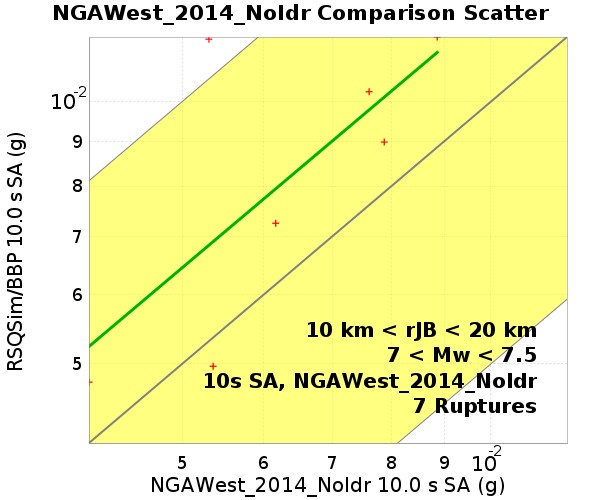 NGAWest_2014_NoIdr Comparison Scatter
RSQSim/BBP 10.0 s SA (g)
10-2
9
8
7
6
5
10 km < rJB < 20 km
7 < Mw < 7.5
10s SA, NGAWest_2014_NoIdr
7 Ruptures
5 6 7 8 9 10-2
NGAWest_2014_NoIdr 10.0 s SA (g)